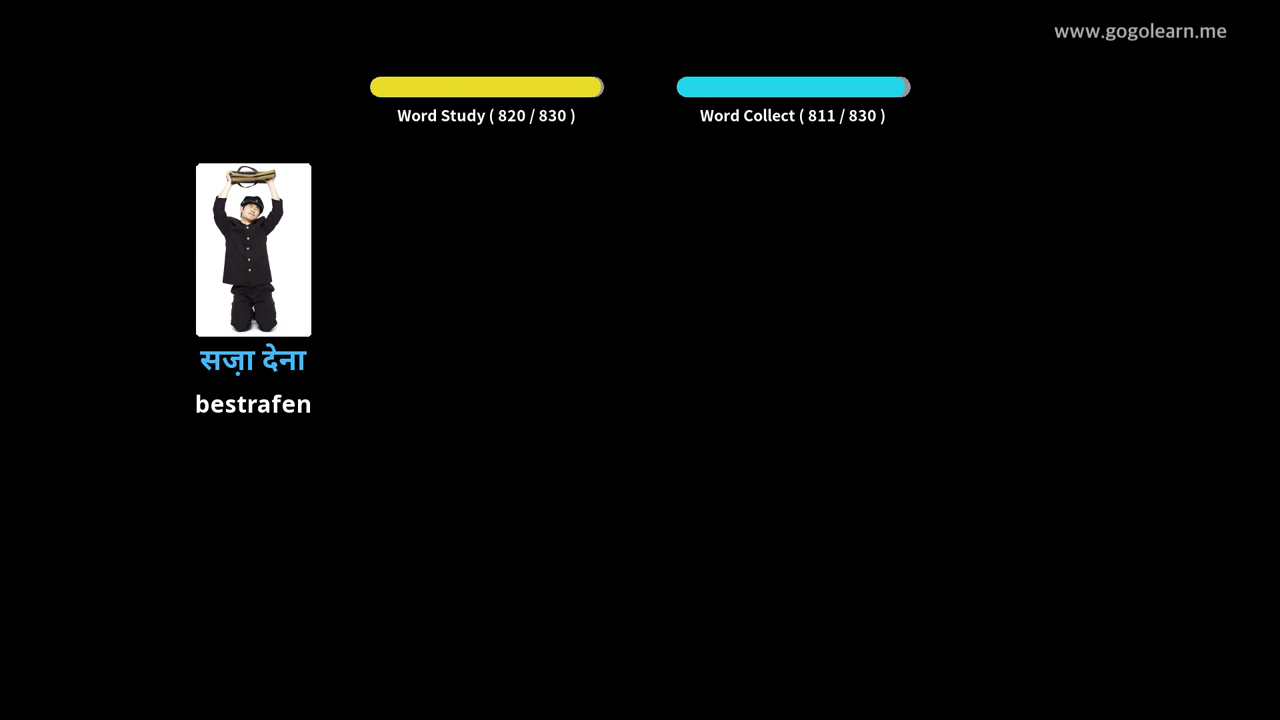 www.gogolearn.me
Word Study ( 820 / 830 )
Word Collect ( 811 / 830 )
सज़ा देना
bestrafen